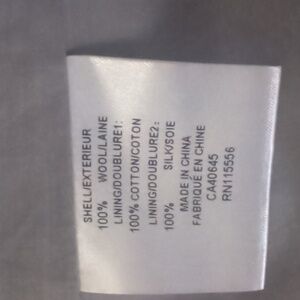 SHELL/EXTERIEUR
100% WOOL/LAINE
LINING/DOUBLURE1:
100% COTTON/COTON
LINING/DOUBLURE2:
100% SILK/SOIE
MADE IN CHINA
FABRIQUÉ EN CHINE
CA40645
RN115556